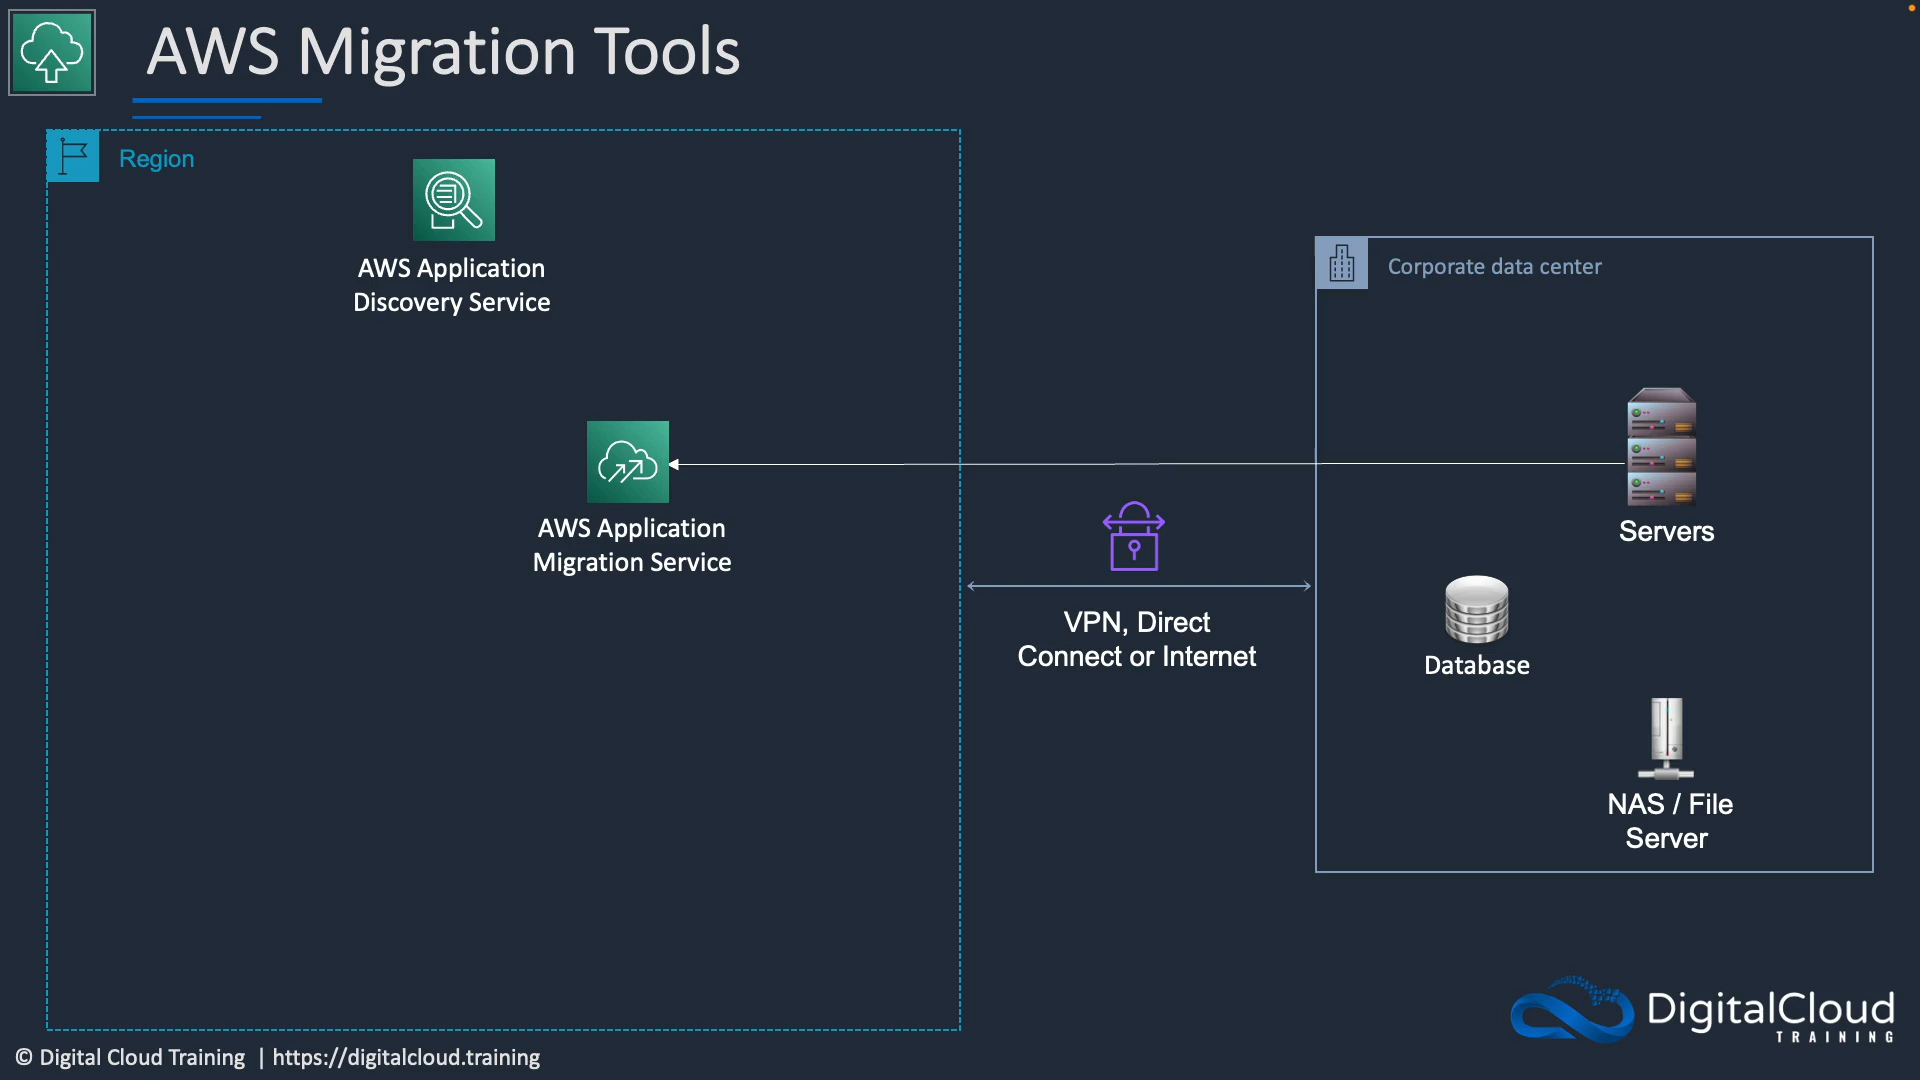 AWS Migration Tools
Region
AWS Application
Discovery Service
Corporate data center
AWS Application
Migration Service
Servers
VPN, Direct
Connect or Internet
Database
NAS / File
Server
DigitalCloud
TRAINING
© Digital Cloud Training | https://digitalcloud.training